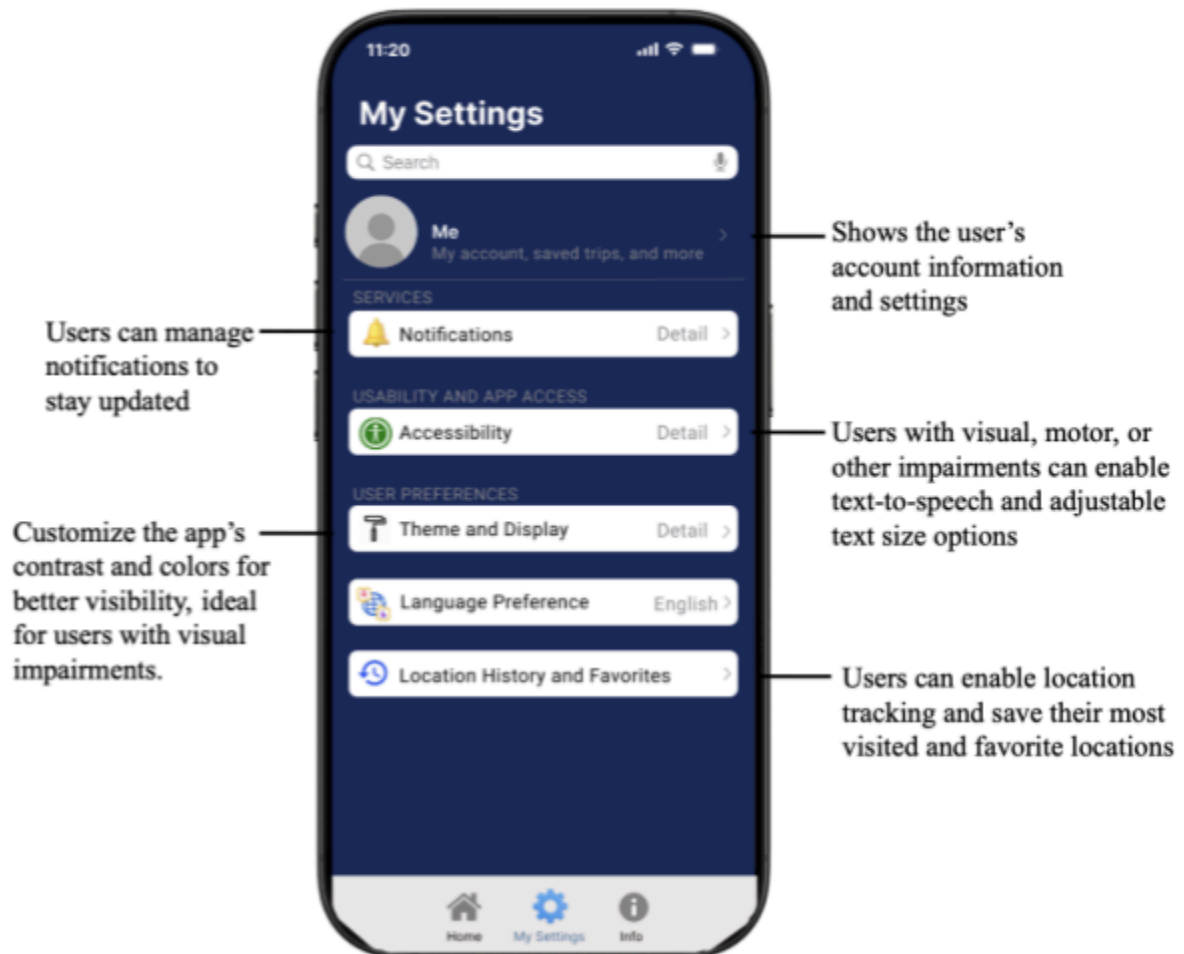 11:20
My Settings
Search
Me
My account, saved trips, and more
Shows the user's
account information
and settings
SERVICES
Notifications Detail >
Users can manage
notifications to
stay updated
USABILITY AND APP ACCESS
Accessibility Detail >
Users with visual, motor, or
other impairments can enable
text-to-speech and adjustable
text size options
USER PREFERENCES
Theme and Display Detail >
Customize the app's
contrast and colors for
better visibility, ideal
for users with visual
impairments.
Language Preference English >
Location History and Favorites >
Users can enable location
tracking and save their most
visited and favorite locations
Home My Settings Info